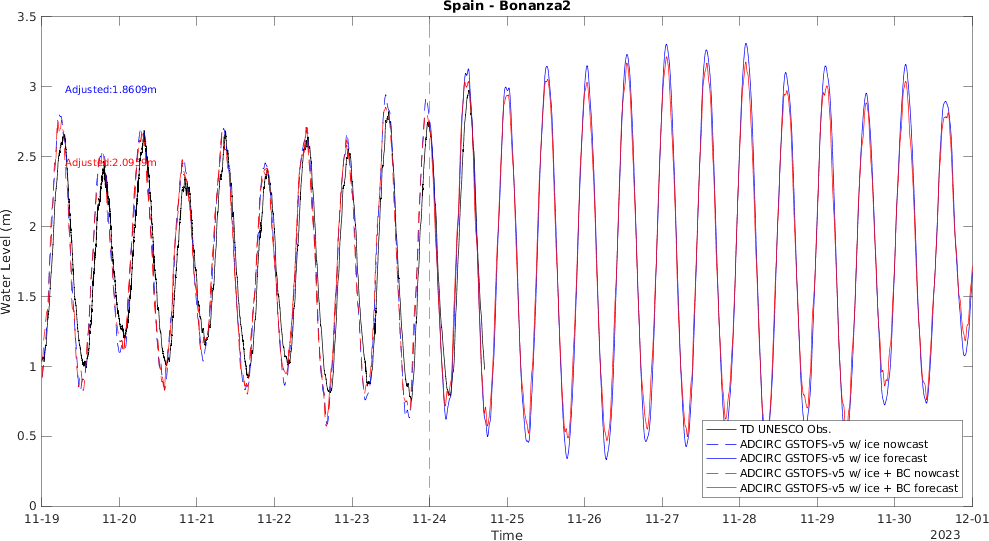 Spain - Bonanza2
3.5
3
2.5
2
1.5
1
0.5
0
Water Level (m)
Adjusted:1.8609m
11-19
11-20
11-21
11-22
11-23
11-24
11-25
11-26
11-27
11-28
11-29
11-30
12-01
Time
2023
TD UNESCO Obs.
ADCIRC GSTOFS-v5 w/ ice nowcast
ADCIRC GSTOFS-v5 w/ ice forecast
ADCIRC GSTOFS-v5 w/ ice + BC nowcast
ADCIRC GSTOFS-v5 w/ ice + BC forecast